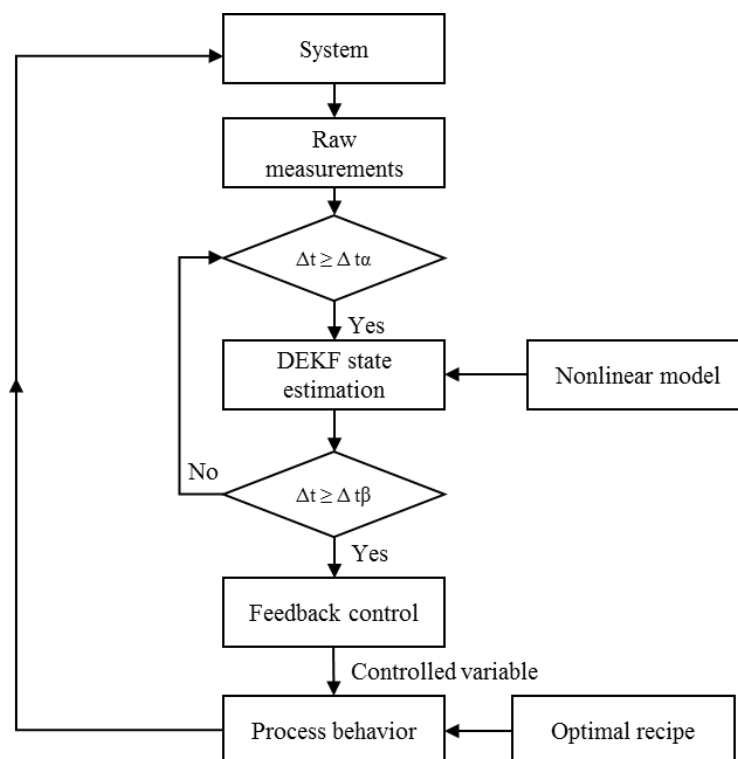 System
Raw
measurements
Δt ≥ Δ tα
Yes
DEKF state
estimation
Nonlinear model
No
Δt ≥ Δ tβ
Yes
Feedback control
Controlled variable
Process behavior
Optimal recipe